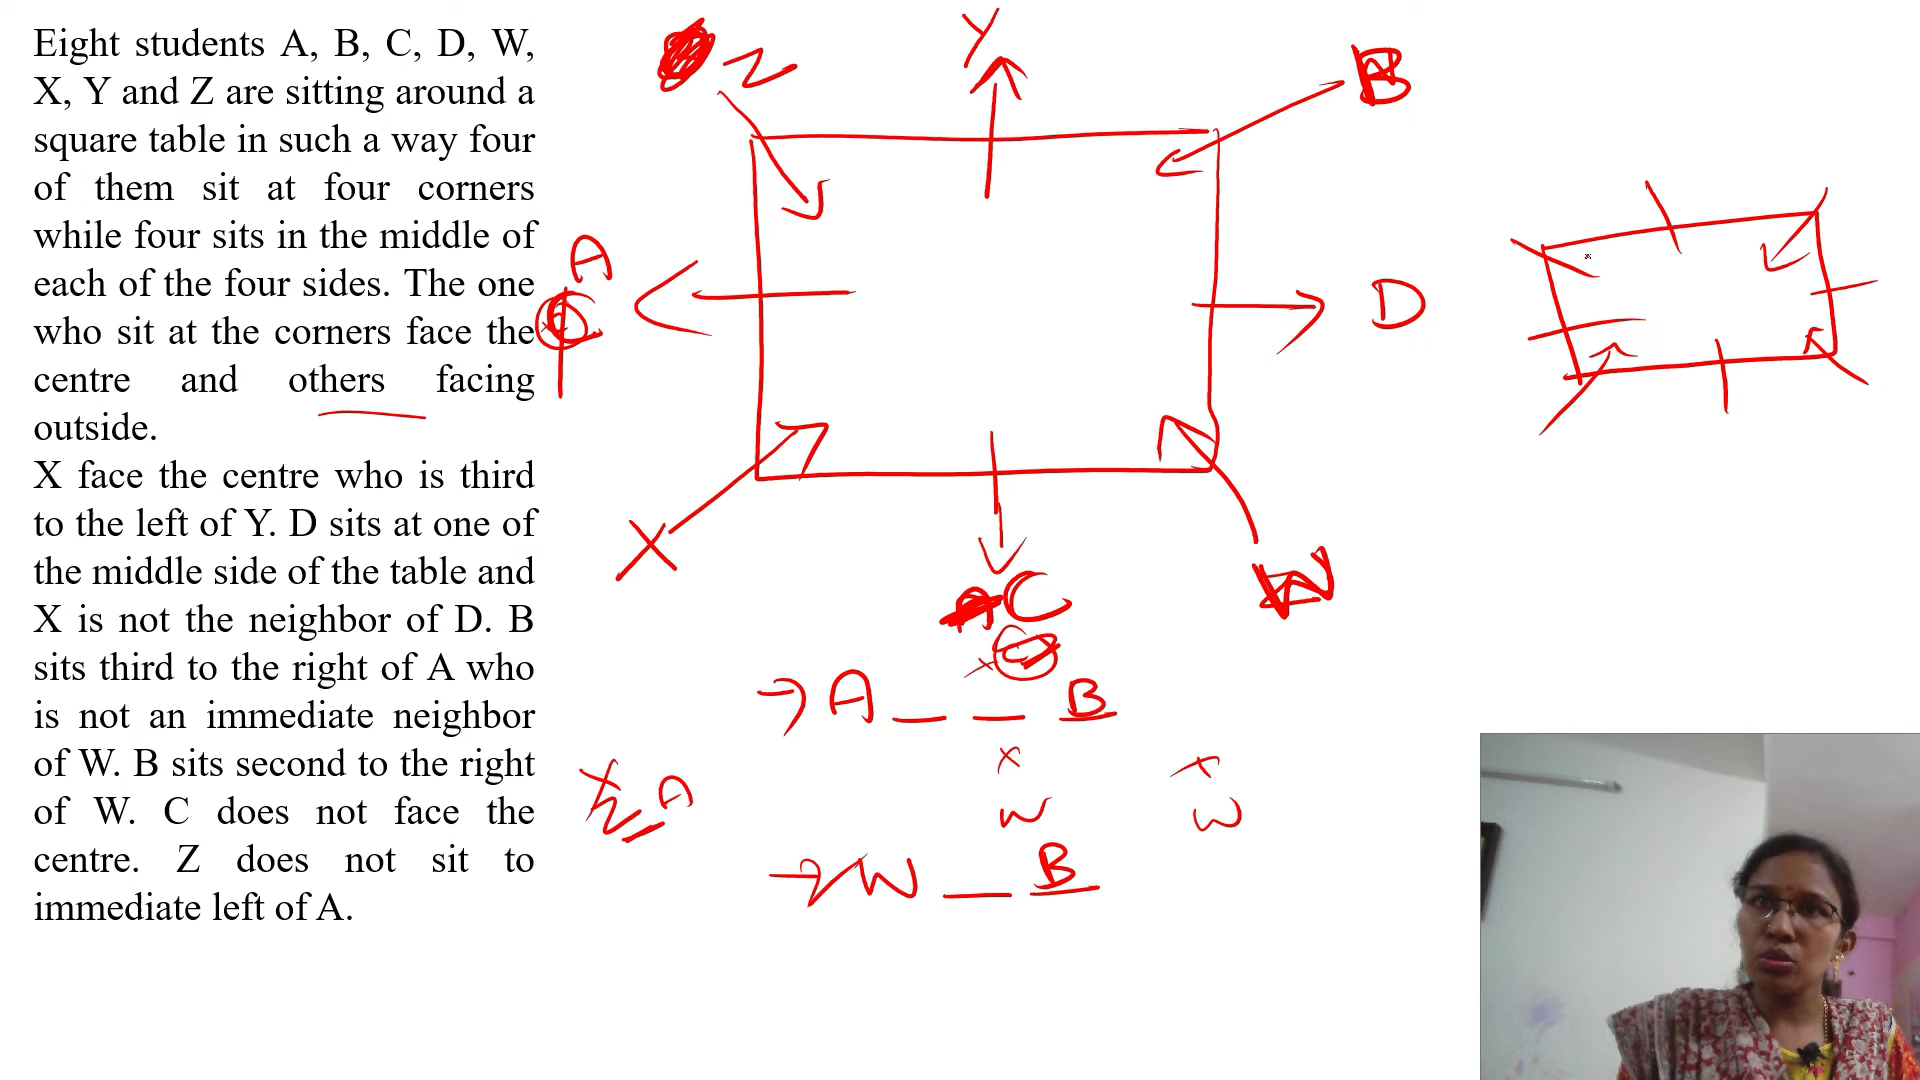 Eight students A, B, C, D, W,
X, Y and Z are sitting around a
square table in such a way four
of them sit at four corners
while four sits in the middle of
each of the four sides. The one
who sit at the corners face the
centre and others facing
outside.
X face the centre who is third
to the left of Y. D sits at one of
the middle side of the table and
X is not the neighbor of D. B
sits third to the right of A who
is not an immediate neighbor
of W. B sits second to the right
of W. C does not face the
centre. Z does not sit to
immediate left of A.
Z
Y
B
A
D
X
C
W
A _ _ B
x
x
A
W
W
W _ B